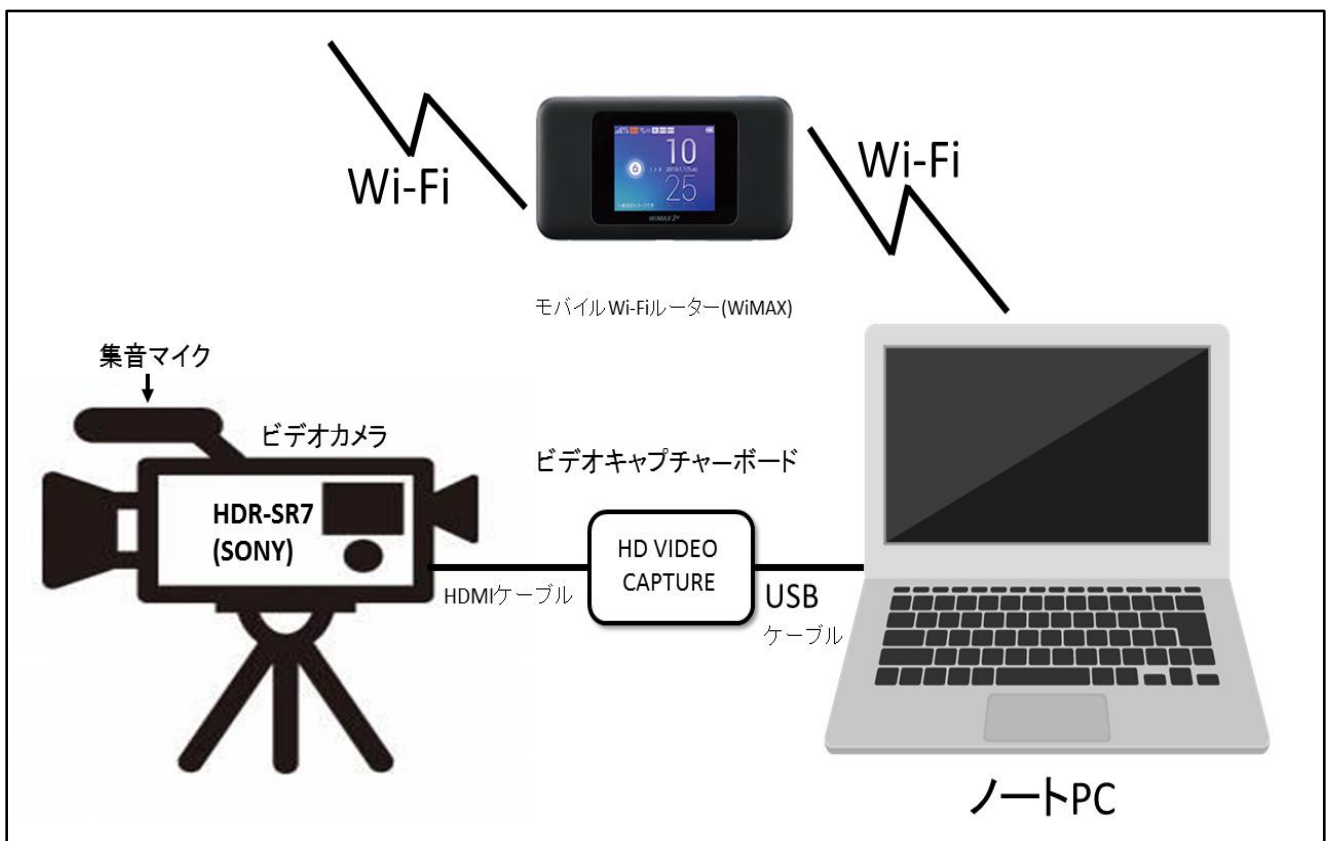 Wi-Fi
Wi-Fi
10
25
WiMAX 2+
モバイルWi-Fiルーター(WiMAX)
集音マイク
ビデオカメラ
ビデオキャプチャーボード
HDR-SR7
(SONY)
HD VIDEO
CAPTURE
HDMIケーブル
USB
ケーブル
ノートPC